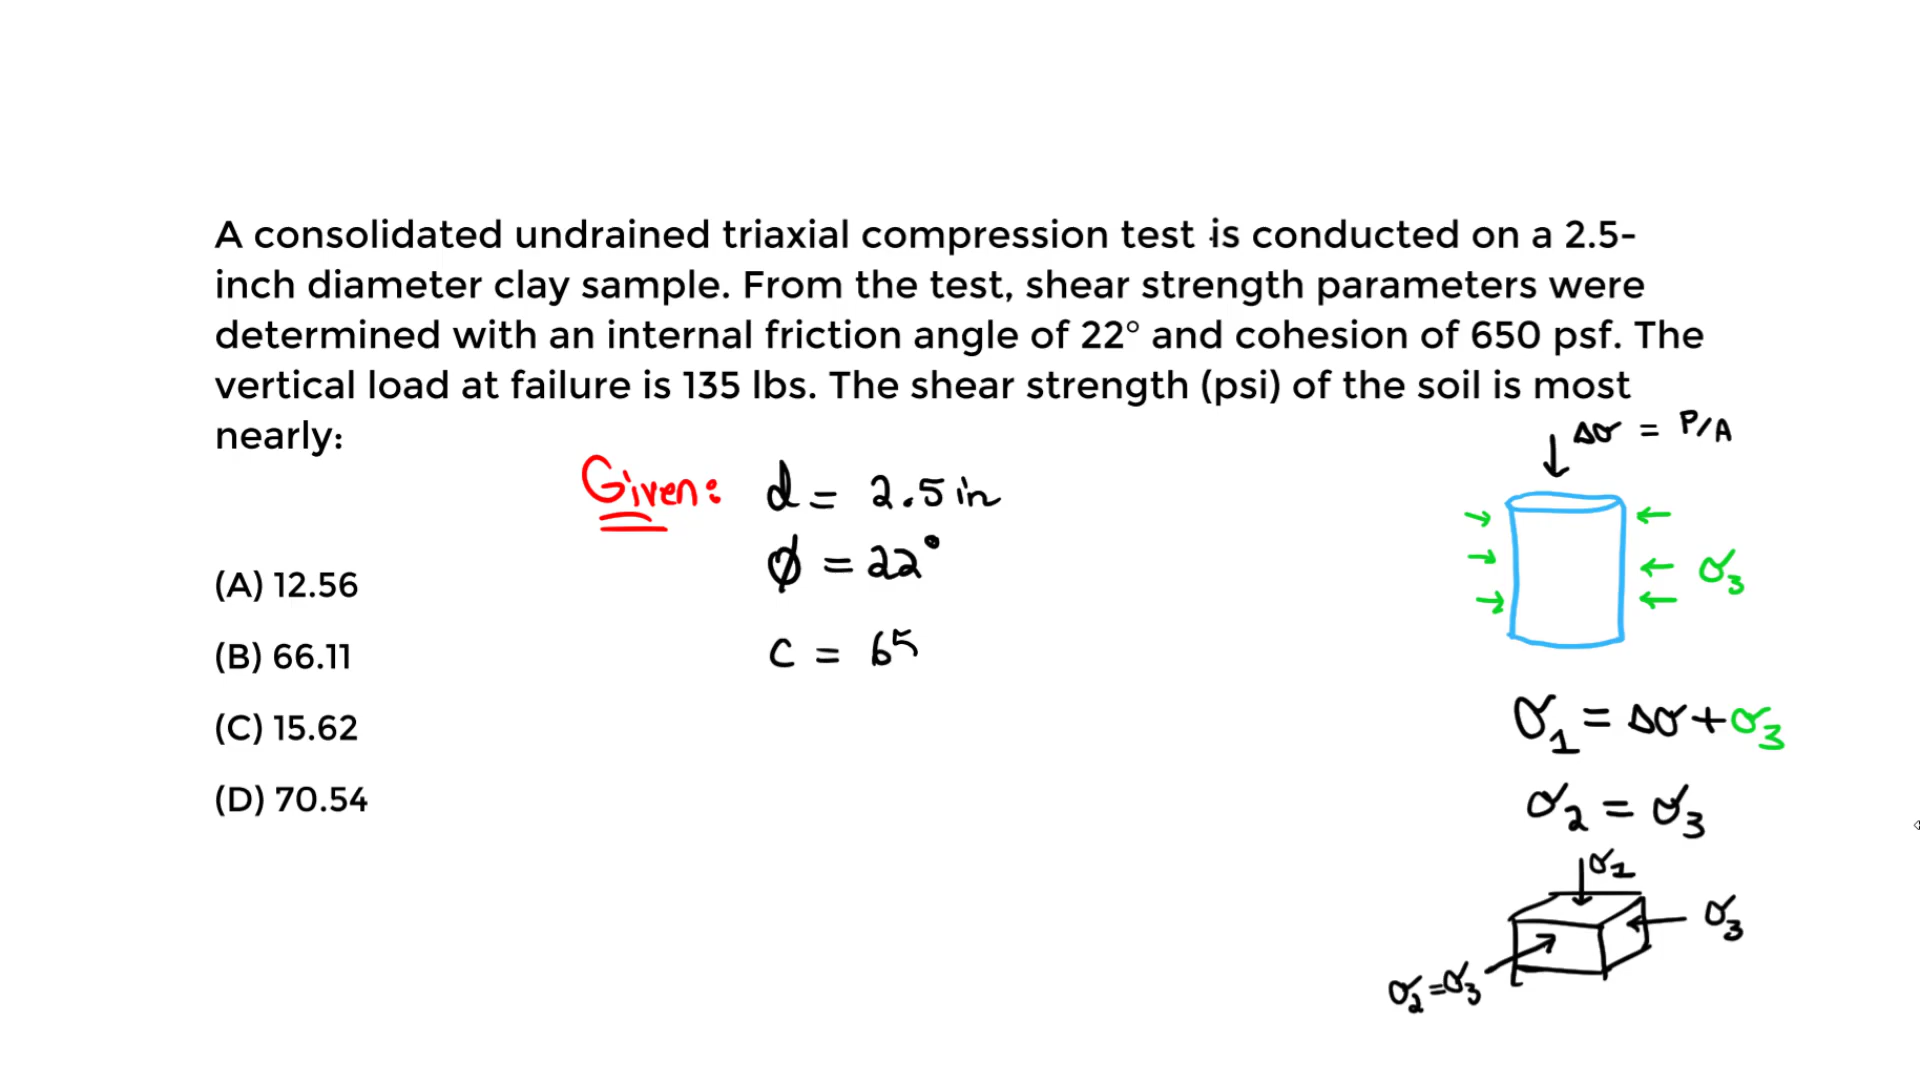 A consolidated undrained triaxial compression test is conducted on a 2.5-
inch diameter clay sample. From the test, shear strength parameters were
determined with an internal friction angle of 22° and cohesion of 650 psf. The
vertical load at failure is 135 lbs. The shear strength (psi) of the soil is most
nearly:
Δσ = P/A
Given: d = 2.5 in
ϕ = 22°
σ3
(A) 12.56
(B) 66.11
c = 65
(C) 15.62
σ1 = Δσ + σ3
(D) 70.54
σ2 = σ3
σ1
σ3
σ2 = σ3